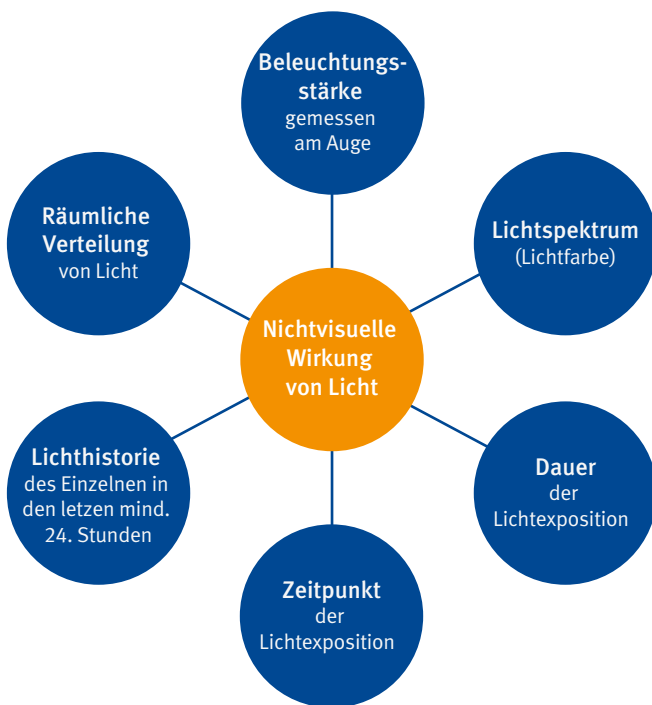 Beleuchtungs-
stärke
gemessen
am Auge
Räumliche
Verteilung
von Licht
Lichtspektrum
(Lichtfarbe)
Nichtvisuelle
Wirkung
von Licht
Lichthistorie
des Einzelnen in
den letzen mind.
24. Stunden
Dauer
der
Lichtexposition
Zeitpunkt
der
Lichtexposition